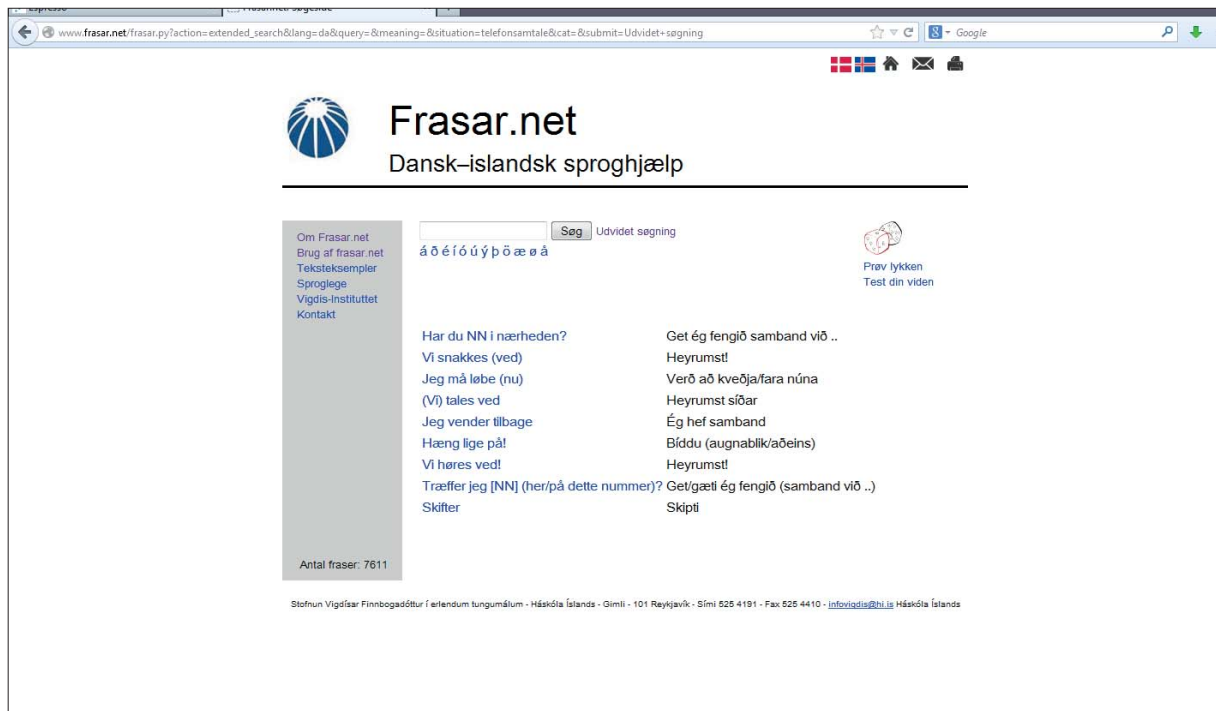 www.frasar.net/frasar.py?action=extended_search&lang=da&query=&meaning=&situation=telefonsamtale&cat=&submit=Udvidet+søgning
Google
Frasar.net
Dansk–islandsk sproghjælp
Om Frasar.net
Brug af frasar.net
Teksteksempler
Sproglege
Vigdis-Instituttet
Kontakt
Antal fraser: 7611
Søg Udvidet søgning
á ð é í ó ú ý þ ö æ ø å
Prøv lykken
Test din viden
Har du NN i nærheden? Get ég fengið samband við ..
Vi snakkes (ved) Heyrumst!
Jeg må løbe (nu) Verð að kveðja/fara núna
(Vi) tales ved Heyrumst síðar
Jeg vender tilbage Ég hef samband
Hæng lige på! Bíddu (augnablik/aðeins)
Vi høres ved! Heyrumst!
Træffer jeg [NN] (her/på dette nummer)? Get/gæti ég fengið (samband við ..)
Skifter Skipti
Stofnun Vigdísar Finnbogadóttur í erlendum tungumálum - Háskóla Íslands - Gimli - 101 Reykjavík - Sími 525 4191 - Fax 525 4410 - infovigdis@hi.is Háskóla Íslands